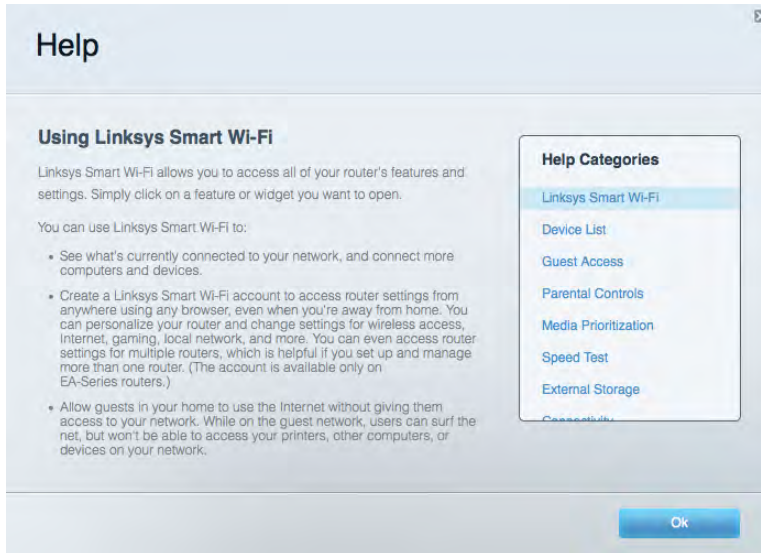 Help
Using Linksys Smart Wi-Fi
Linksys Smart Wi-Fi allows you to access all of your router's features and
settings. Simply click on a feature or widget you want to open.
You can use Linksys Smart Wi-Fi to:
• See what's currently connected to your network, and connect more
computers and devices.
• Create a Linksys Smart Wi-Fi account to access router settings from
anywhere using any browser, even when you're away from home. You
can personalize your router and change settings for wireless access,
Internet, gaming, local network, and more. You can even access router
settings for multiple routers, which is helpful if you set up and manage
more than one router. (The account is available only on
EA-Series routers.)
• Allow guests in your home to use the Internet without giving them
access to your network. While on the guest network, users can surf the
net, but won't be able to access your printers, other computers, or
devices on your network.
Help Categories
Linksys Smart Wi-Fi
Device List
Guest Access
Parental Controls
Media Prioritization
Speed Test
External Storage
Connectivity
Ok